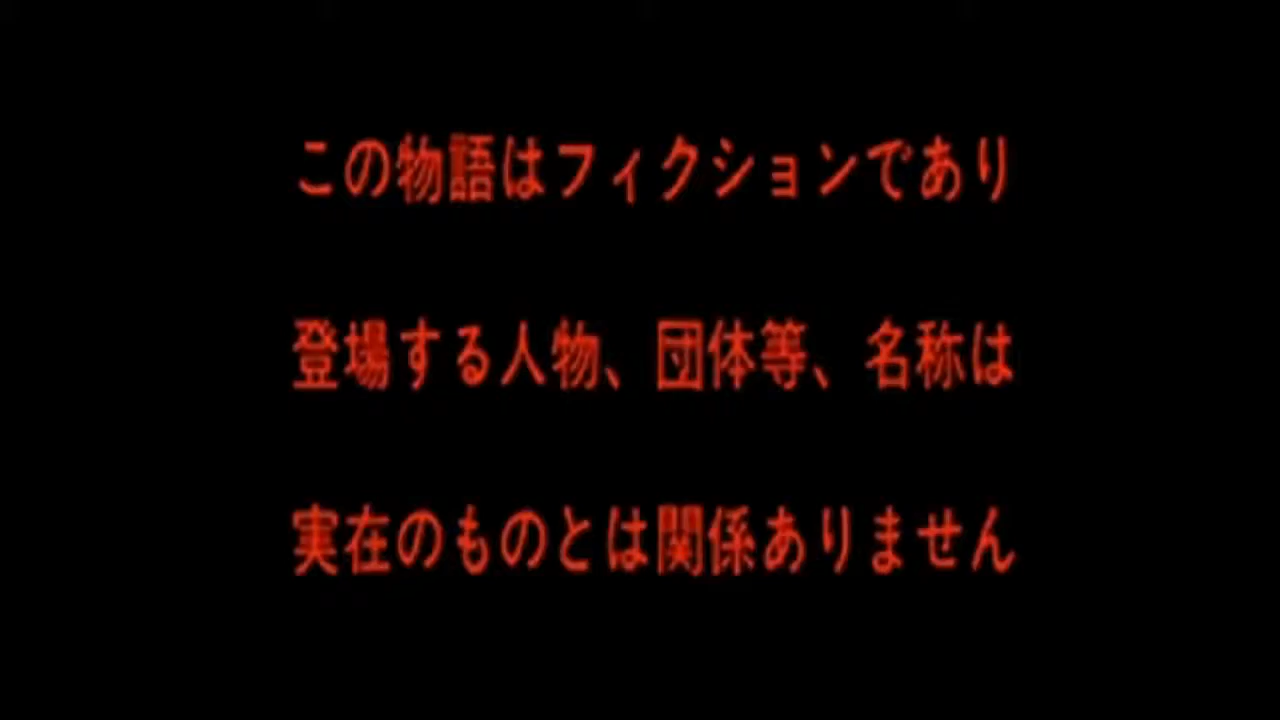 この物語はフィクションであり
登場する人物、団体等、名称は
実在のものとは関係ありません